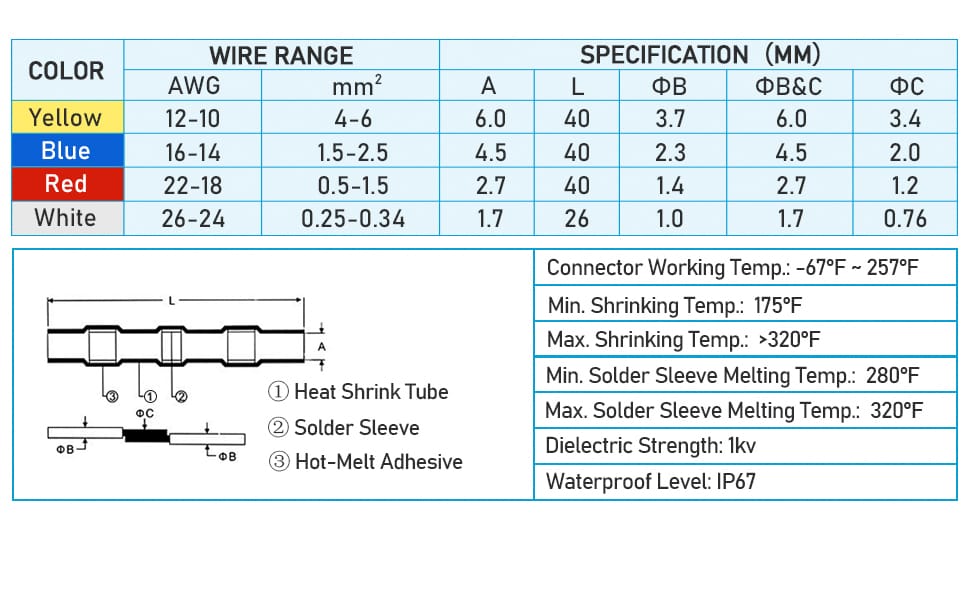 COLOR WIRE RANGE SPECIFICATION (MM)
AWG mm² A L ΦB ΦB&C ΦC
Yellow 12-10 4-6 6.0 40 3.7 6.0 3.4
Blue 16-14 1.5-2.5 4.5 40 2.3 4.5 2.0
Red 22-18 0.5-1.5 2.7 40 1.4 2.7 1.2
White 26-24 0.25-0.34 1.7 26 1.0 1.7 0.76
L
A
③ ① ②
ΦC
ΦB ΦB
① Heat Shrink Tube
② Solder Sleeve
③ Hot-Melt Adhesive
Connector Working Temp.: -67°F ~ 257°F
Min. Shrinking Temp.: 175°F
Max. Shrinking Temp.: >320°F
Min. Solder Sleeve Melting Temp.: 280°F
Max. Solder Sleeve Melting Temp.: 320°F
Dielectric Strength: 1kv
Waterproof Level: IP67